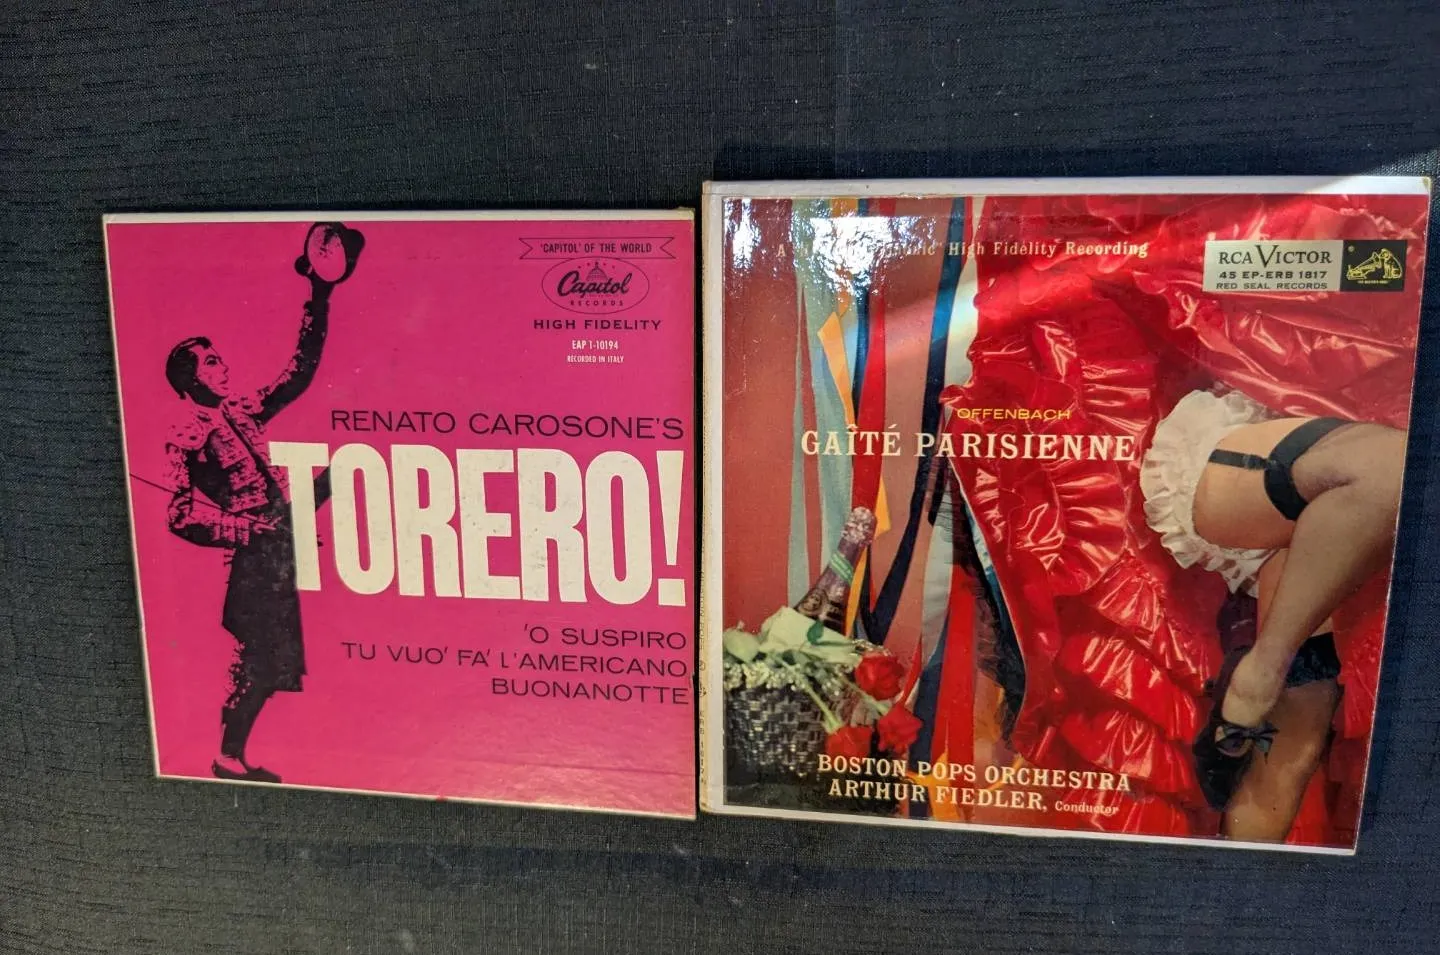 'CAPITOL' OF THE WORLD
Capitol
RECORDS
HIGH FIDELITY
EAP 1-10194
RECORDED IN ITALY
RENATO CAROSONE'S
TORERO!
'O SUSPIRO
TU VUO' FA' L'AMERICANO
BUONANOTTE
A High Fidelity Recording
RCA VICTOR
45 EP-ERB 1817
RED SEAL RECORDS
OFFENBACH
GAÎTÉ PARISIENNE
BOSTON POPS ORCHESTRA
ARTHUR FIEDLER, Conductor